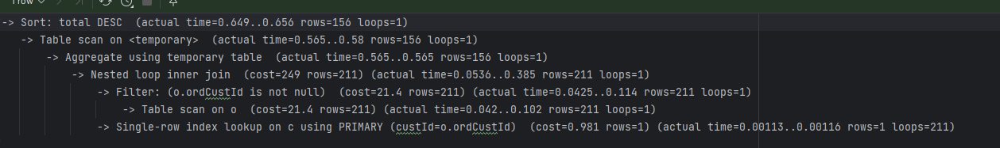 -> Sort: total DESC  (actual time=0.649..0.656 rows=156 loops=1)
-> Table scan on <temporary>  (actual time=0.565..0.58 rows=156 loops=1)
-> Aggregate using temporary table  (actual time=0.565..0.565 rows=156 loops=1)
-> Nested loop inner join  (cost=249 rows=211) (actual time=0.0536..0.385 rows=211 loops=1)
-> Filter: (o.ordCustId is not null)  (cost=21.4 rows=211) (actual time=0.0425..0.114 rows=211 loops=1)
-> Table scan on o  (cost=21.4 rows=211) (actual time=0.042..0.102 rows=211 loops=1)
-> Single-row index lookup on c using PRIMARY (custId=o.ordCustId)  (cost=0.981 rows=1) (actual time=0.00113..0.00116 rows=1 loops=211)